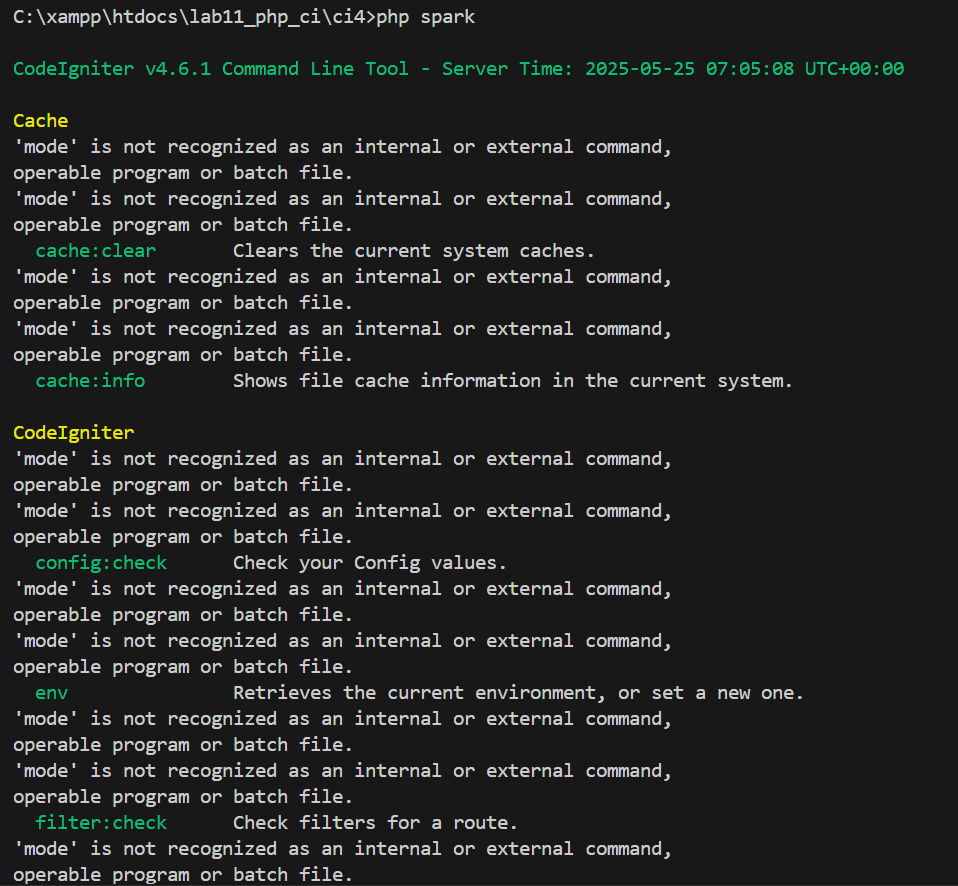 C:\xampp\htdocs\lab11_php_ci\ci4>php spark
CodeIgniter v4.6.1 Command Line Tool - Server Time: 2025-05-25 07:05:08 UTC+00:00
Cache
'mode' is not recognized as an internal or external command,
operable program or batch file.
'mode' is not recognized as an internal or external command,
operable program or batch file.
cache:clear Clears the current system caches.
'mode' is not recognized as an internal or external command,
operable program or batch file.
'mode' is not recognized as an internal or external command,
operable program or batch file.
cache:info Shows file cache information in the current system.
CodeIgniter
'mode' is not recognized as an internal or external command,
operable program or batch file.
'mode' is not recognized as an internal or external command,
operable program or batch file.
config:check Check your Config values.
'mode' is not recognized as an internal or external command,
operable program or batch file.
'mode' is not recognized as an internal or external command,
operable program or batch file.
env Retrieves the current environment, or set a new one.
'mode' is not recognized as an internal or external command,
operable program or batch file.
'mode' is not recognized as an internal or external command,
operable program or batch file.
filter:check Check filters for a route.
'mode' is not recognized as an internal or external command,
operable program or batch file.